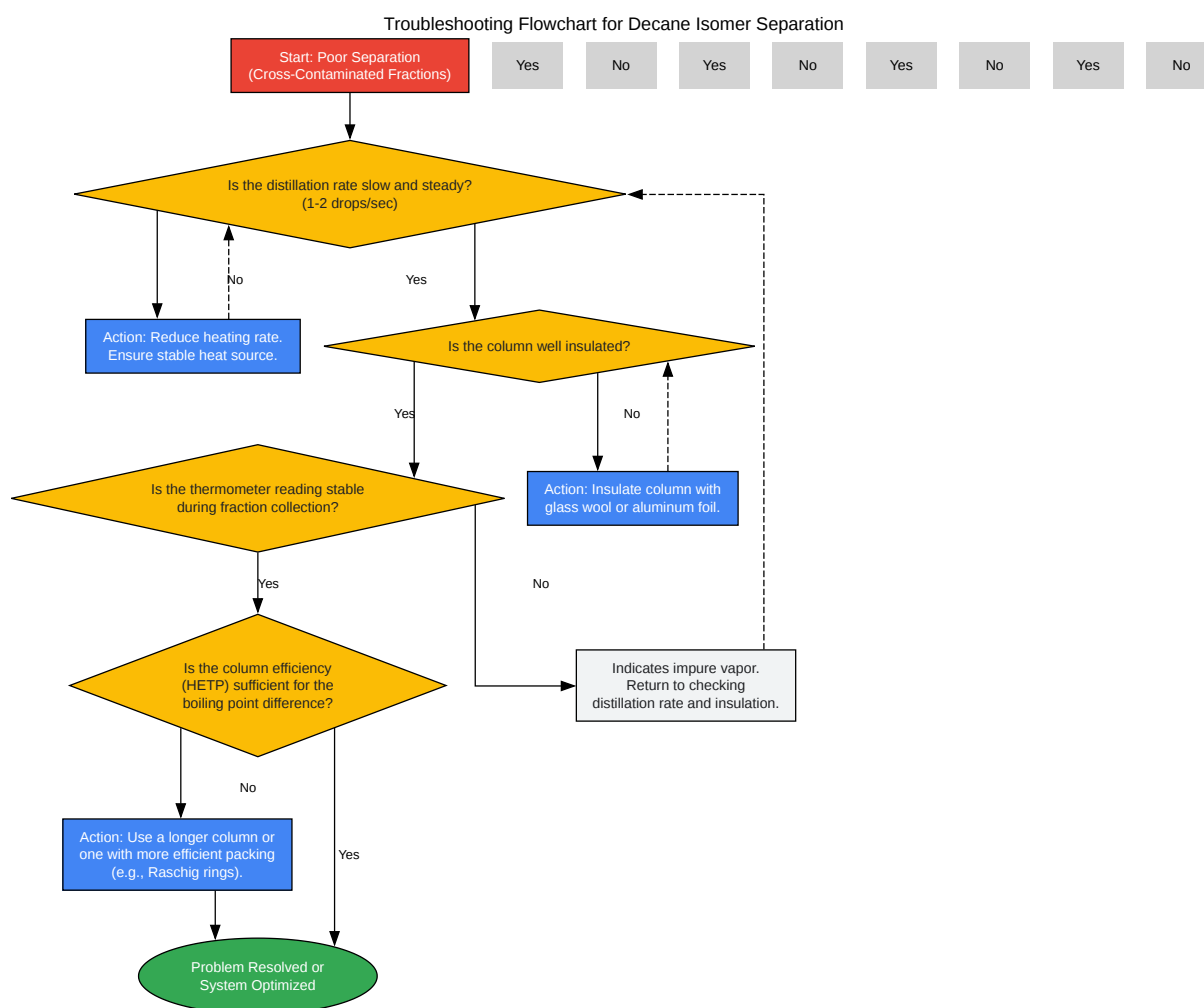 Troubleshooting Flowchart for Decane Isomer Separation
Start: Poor Separation
(Cross-Contaminated Fractions)
Yes
No
Yes
No
Yes
No
Yes
No
Is the distillation rate slow and steady?
(1-2 drops/sec)
No
Yes
Action: Reduce heating rate.
Ensure stable heat source.
Is the column well insulated?
Yes
No
Is the thermometer reading stable
during fraction collection?
Action: Insulate column with
glass wool or aluminum foil.
Yes
No
Is the column efficiency
(HETP) sufficient for the
boiling point difference?
Indicates impure vapor.
Return to checking
distillation rate and insulation.
No
Action: Use a longer column or
one with more efficient packing
(e.g., Raschig rings).
Yes
Problem Resolved or
System Optimized